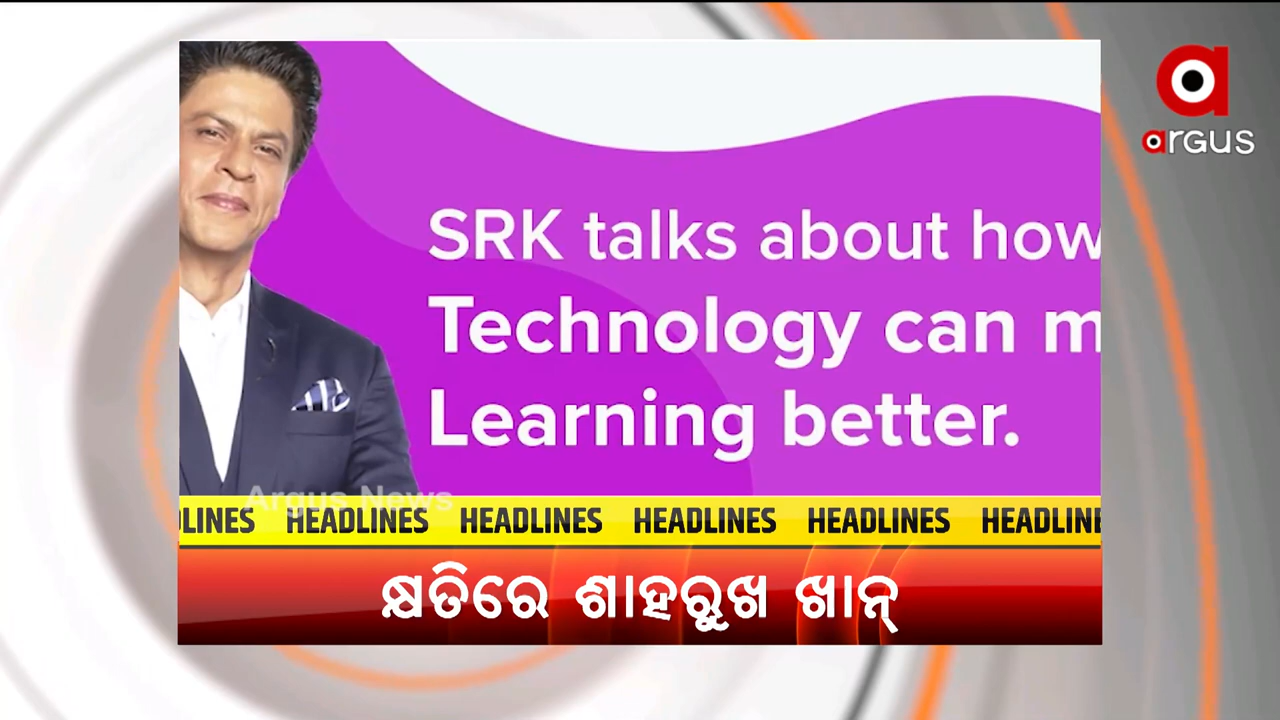 argus
SRK talks about how
Technology can m
Learning better.
Argus News
LINES HEADLINES HEADLINES HEADLINES HEADLINES HEADLINE
କ୍ଷତିରେ ଶାହରୁଖ ଖାନ୍